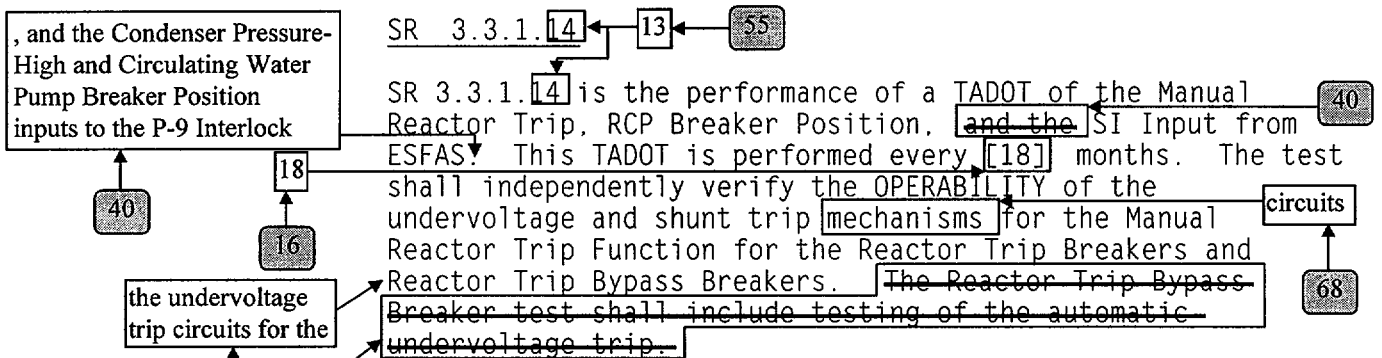 , and the Condenser Pressure-
High and Circulating Water
Pump Breaker Position
inputs to the P-9 Interlock
40
18
16
the undervoltage
trip circuits for the
SR 3.3.1.14
13
55
SR 3.3.1.14 is the performance of a TADOT of the Manual
Reactor Trip, RCP Breaker Position, and the SI Input from
ESFAS. This TADOT is performed every [18] months. The test
shall independently verify the OPERABILITY of the
undervoltage and shunt trip mechanisms for the Manual
Reactor Trip Function for the Reactor Trip Breakers and
Reactor Trip Bypass Breakers. The Reactor Trip Bypass
Breaker test shall include testing of the automatic
undervoltage trip.
40
circuits
68